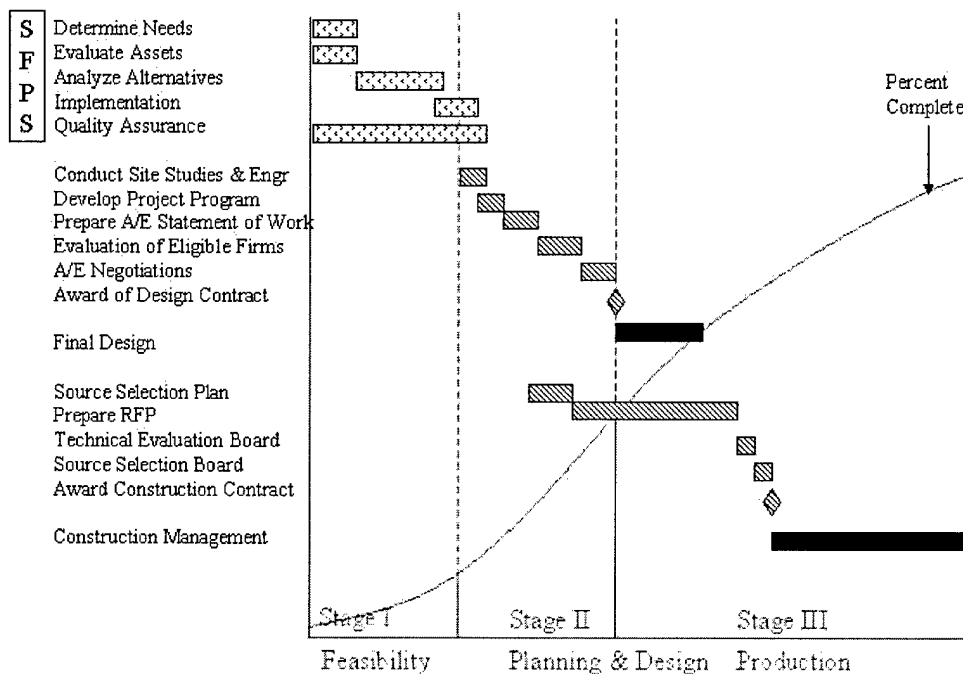 S
F
P
S
Determine Needs
Evaluate Assets
Analyze Alternatives
Implementation
Quality Assurance
Percent
Complete
Conduct Site Studies & Engr
Develop Project Program
Prepare A/E Statement of Work
Evaluation of Eligible Firms
A/E Negotiations
Award of Design Contract
Final Design
Source Selection Plan
Prepare RFP
Technical Evaluation Board
Source Selection Board
Award Construction Contract
Construction Management
Stage I Stage II Stage III
Feasibility Planning & Design Production